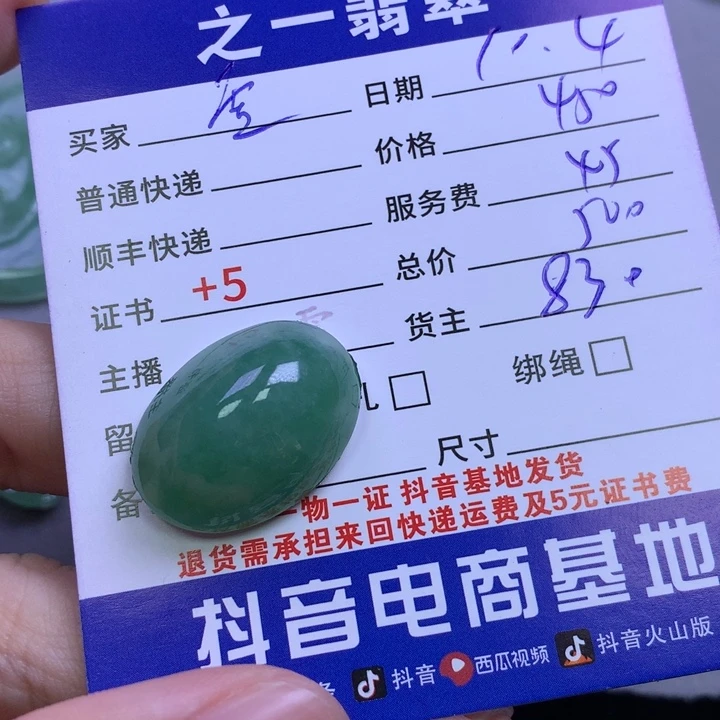 之一翡翠
买家 日期 11.4
普通快递 价格 450
顺丰快递 服务费 45
证书 +5 总价 500
主播 货主 830
留 绑绳
备 尺寸
一物一证 抖音基地发货
退货需承担来回快递运费及5元证书费
抖音电商基地
抖音 西瓜视频 抖音火山版